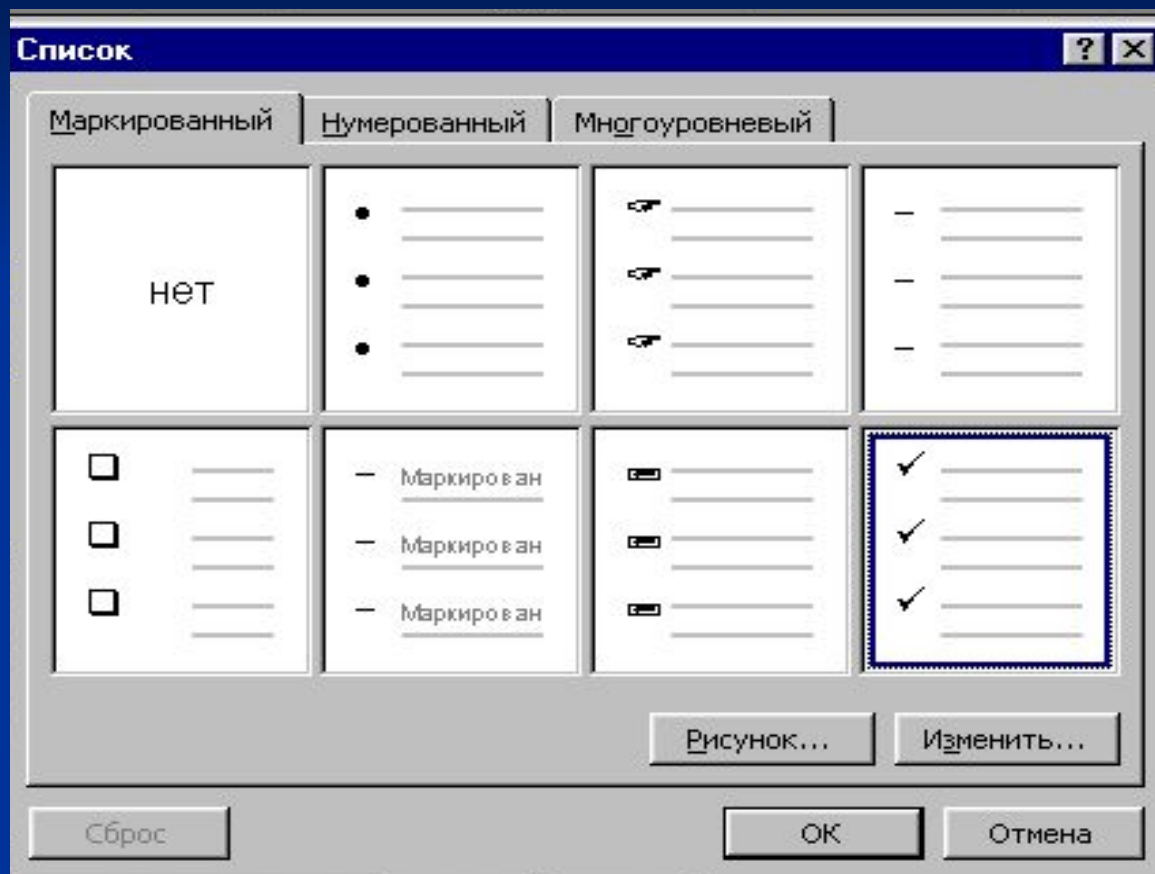 Список
Маркированный Нумерованный Многоуровневый
нет
Маркирован
Маркирован
Маркирован
Рисунок... Изменить...
Сброс ОК Отмена